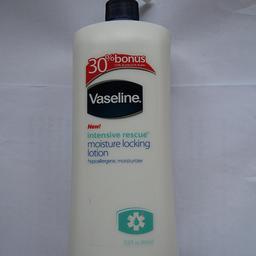 30% bonus
Vaseline.
New!
intensive rescue
moisture locking
lotion
hypoallergenic moisturizer